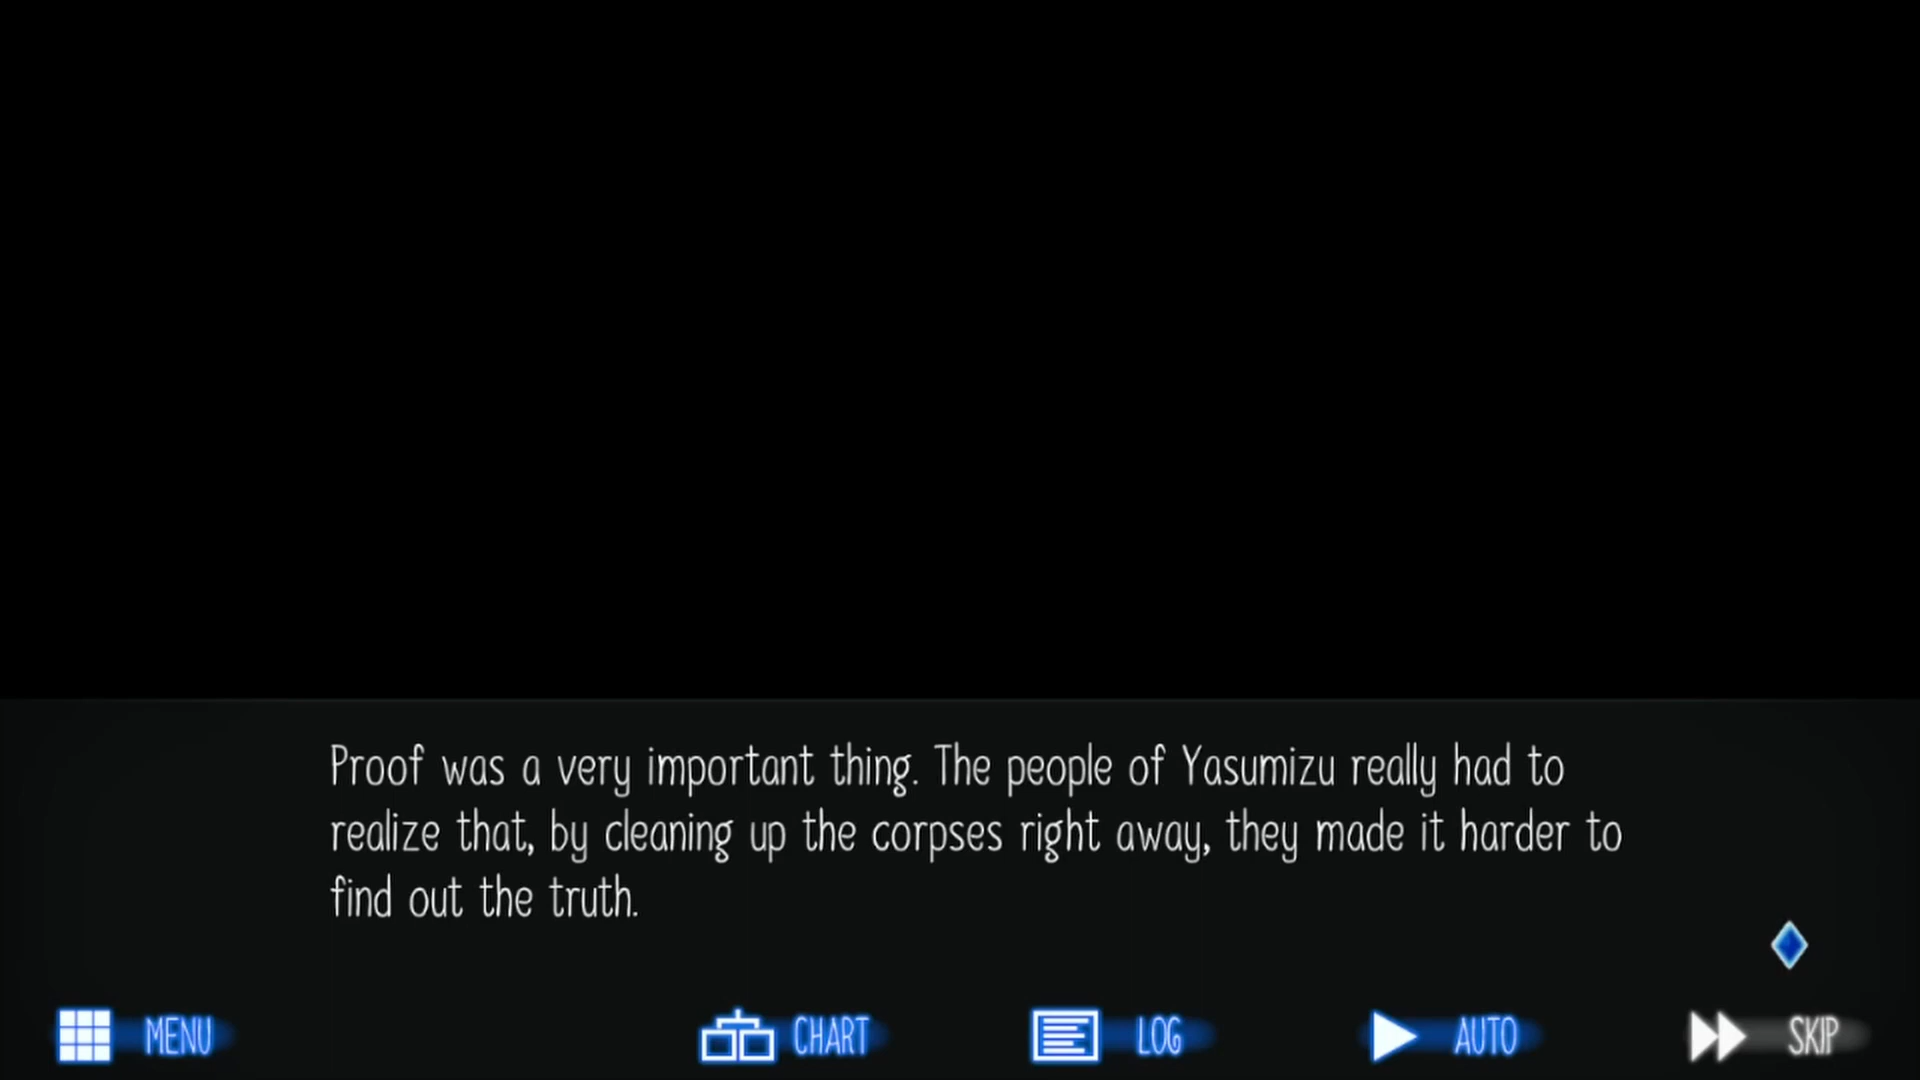 Proof was a very important thing. The people of Yasumizu really had to
realize that, by cleaning up the corpses right away, they made it harder to
find out the truth.
MENU
CHART
LOG
AUTO
SKIP